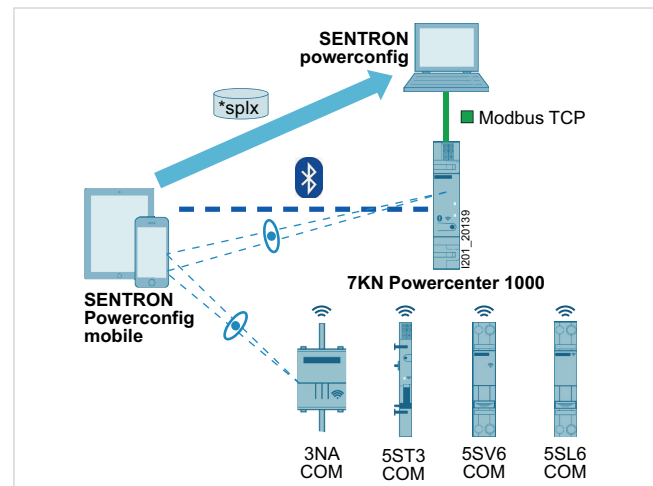 SENTRON
powerconfig
*splx
Modbus TCP
I201_20139
7KN Powercenter 1000
SENTRON
Powerconfig
mobile
3NA
COM
5ST3
COM
5SV6
COM
5SL6
COM